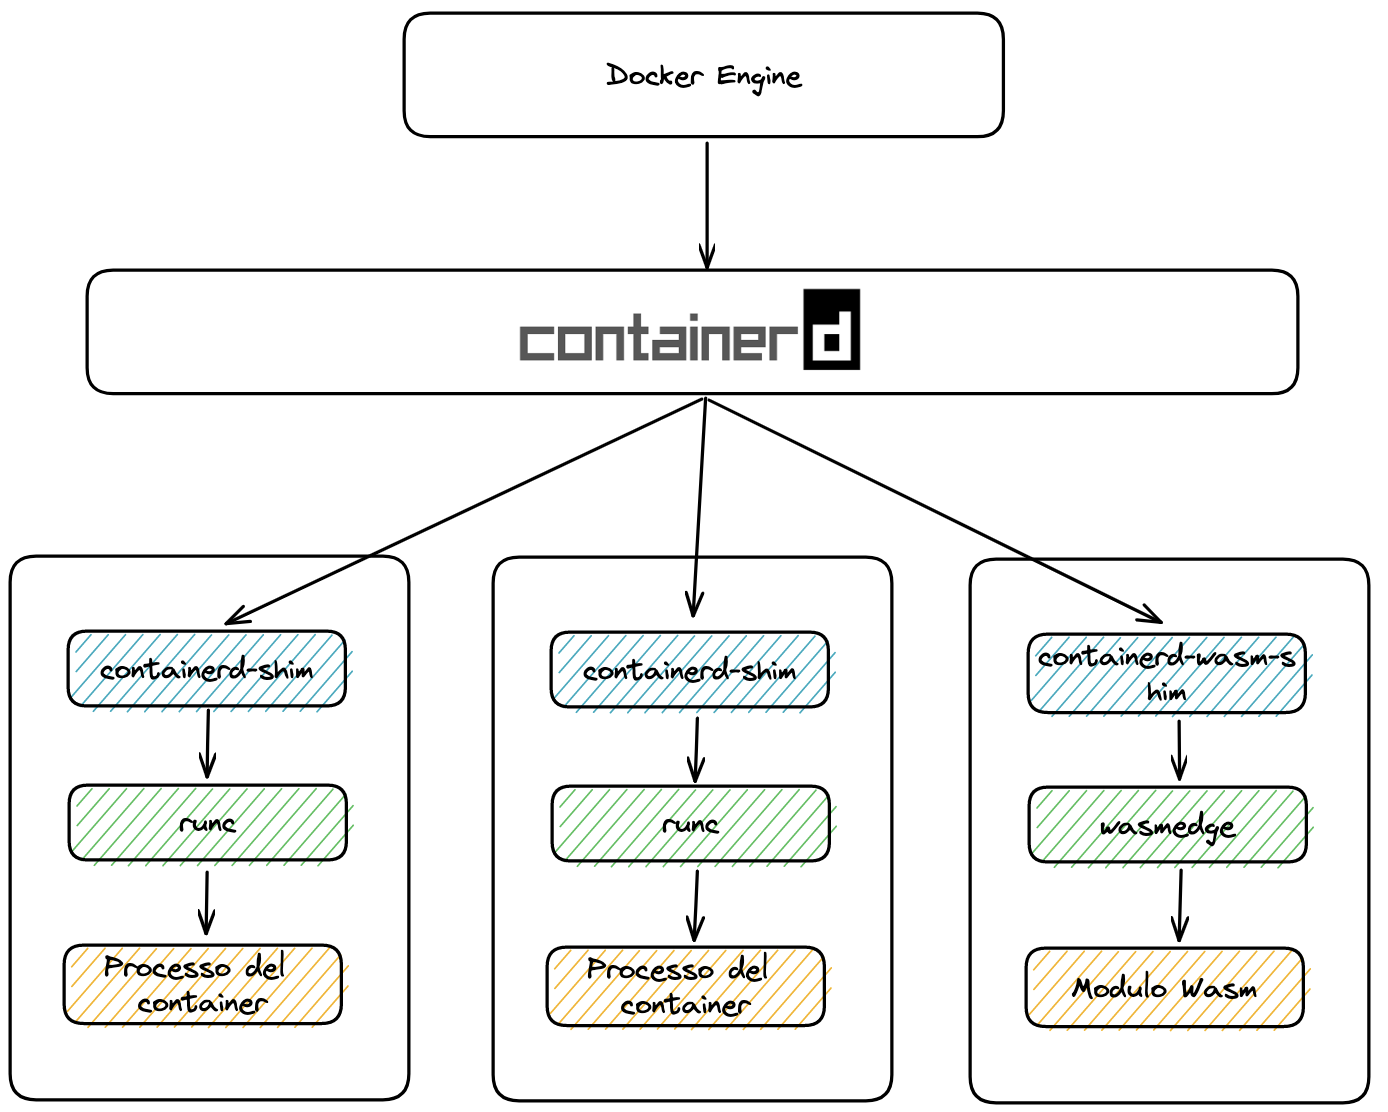 Docker Engine
containerd
containerd-shim
runc
Processo del
container
containerd-shim
runc
Processo del
container
containerd-wasm-s
him
wasmedge
Modulo Wasm